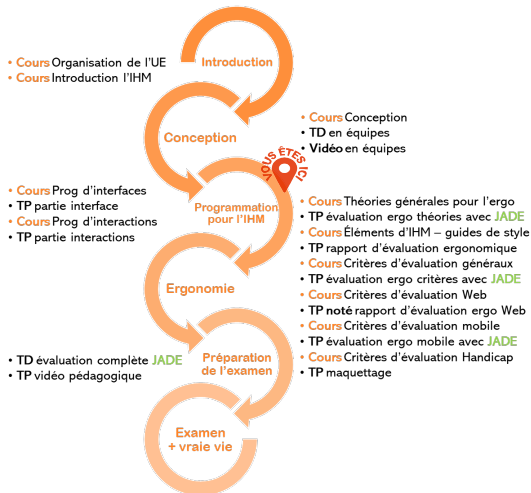 Introduction
• Cours Organisation de l'UE
• Cours Introduction l'IHM
Conception
• Cours Conception
• TD en équipes
• Vidéo en équipes
VOUS ÊTES ICI
Programmation
pour l'IHM
• Cours Prog d'interfaces
• TP partie interface
• Cours Prog d'interactions
• TP partie interactions
Ergonomie
• Cours Théories générales pour l'ergo
• TP évaluation ergo théories avec JADE
• Cours Éléments d'IHM – guides de style
• TP rapport d'évaluation ergonomique
• Cours Critères d'évaluation généraux
• TP évaluation ergo critères avec JADE
• Cours Critères d'évaluation Web
• TP noté rapport d'évaluation ergo Web
• Cours Critères d'évaluation mobile
• TP évaluation ergo mobile avec JADE
• Cours Critères d'évaluation Handicap
• TP maquettage
Préparation
de l'examen
• TD évaluation complète JADE
• TP vidéo pédagogique
Examen
+ vraie vie